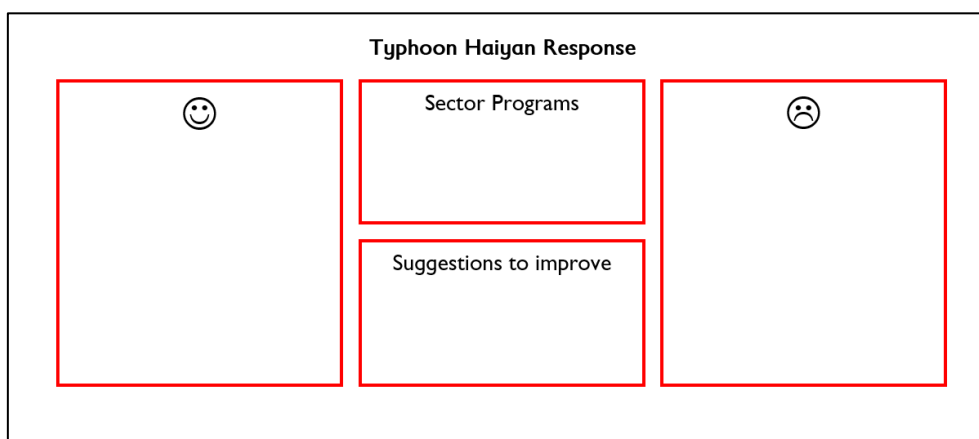 Typhoon Haiyan Response
Sector Programs
Suggestions to improve